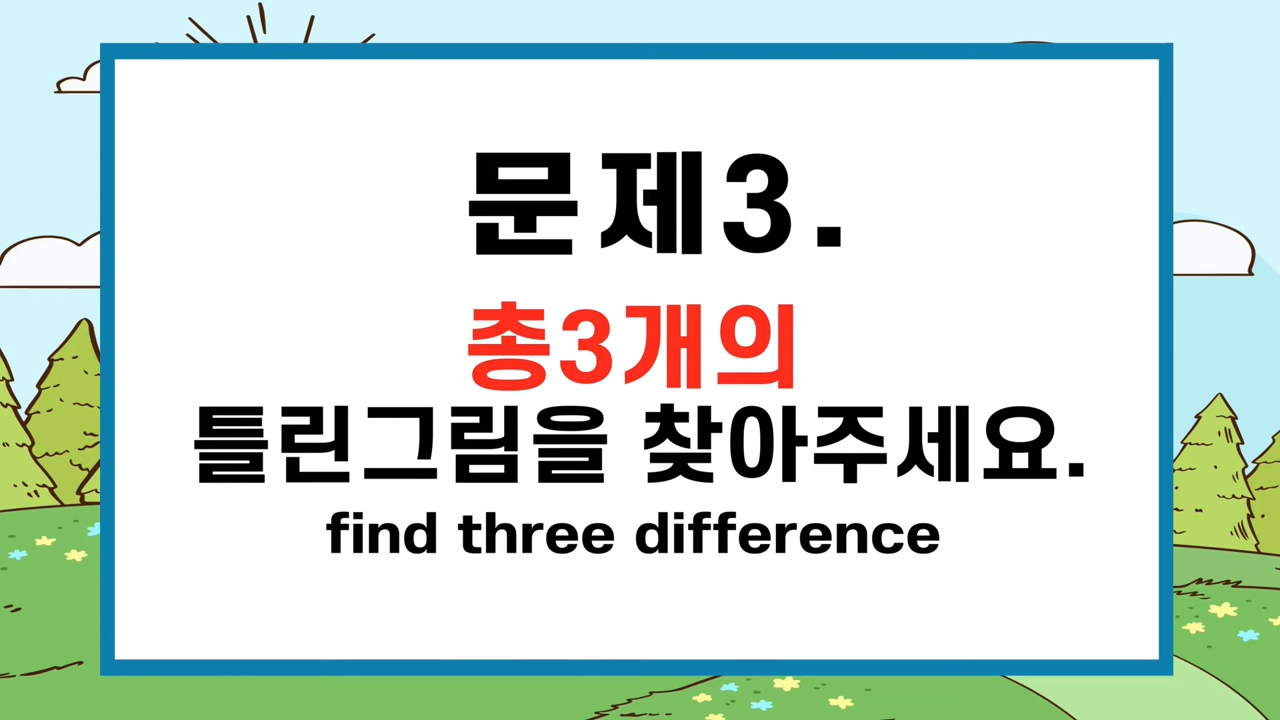 문제3.
총3개의
틀린그림을 찾아주세요.
find three difference